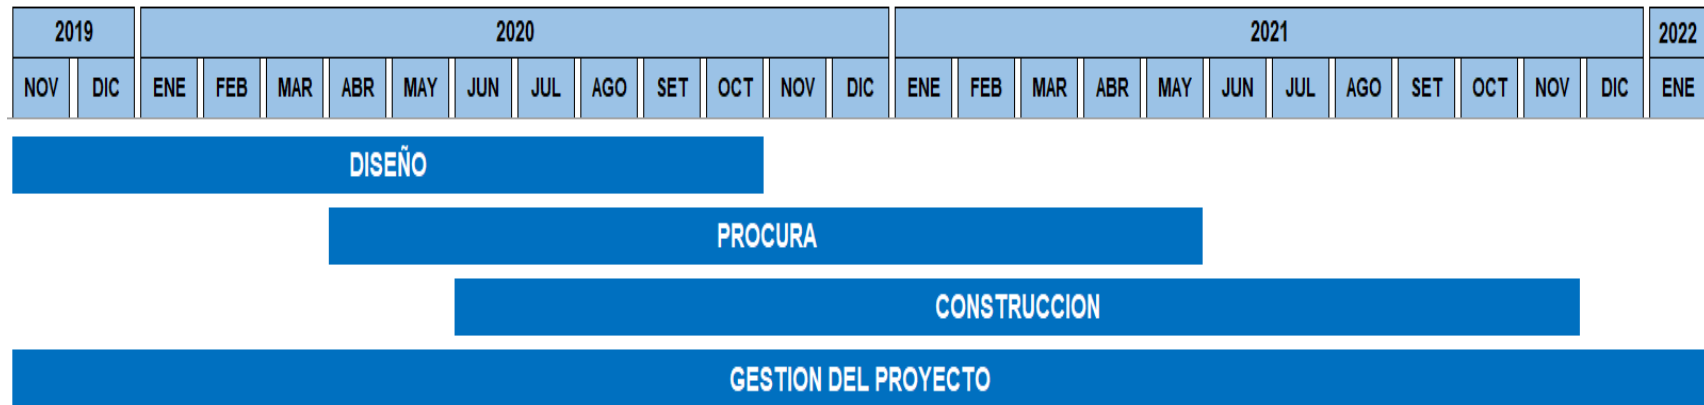 2019 2020 2021 2022
NOV DIC ENE FEB MAR ABR MAY JUN JUL AGO SET OCT NOV DIC ENE FEB MAR ABR MAY JUN JUL AGO SET OCT NOV DIC ENE
DISEÑO
PROCURA
CONSTRUCCION
GESTION DEL PROYECTO